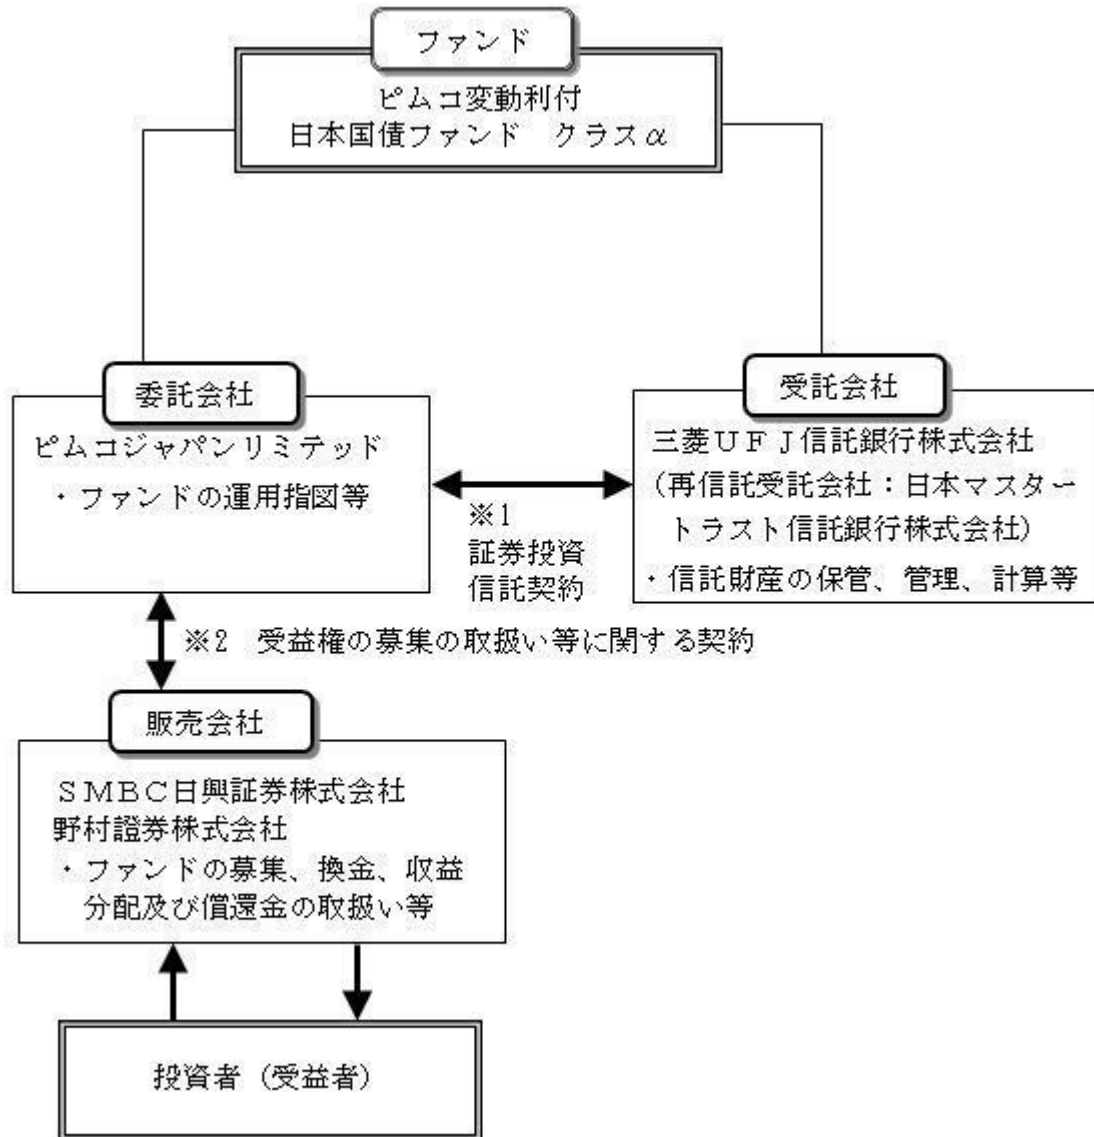 ファンド
ピムコ変動利付
日本国債ファンド　クラスα
委託会社
ピムコジャパンリミテッド
・ファンドの運用指図等
受託会社
三菱ＵＦＪ信託銀行株式会社
（再信託受託会社：日本マスター
トラスト信託銀行株式会社）
・信託財産の保管、管理、計算等
※1
証券投資
信託契約
※2　受益権の募集の取扱い等に関する契約
販売会社
ＳＭＢＣ日興証券株式会社
野村證券株式会社
・ファンドの募集、換金、収益
分配及び償還金の取扱い等
投資者（受益者）